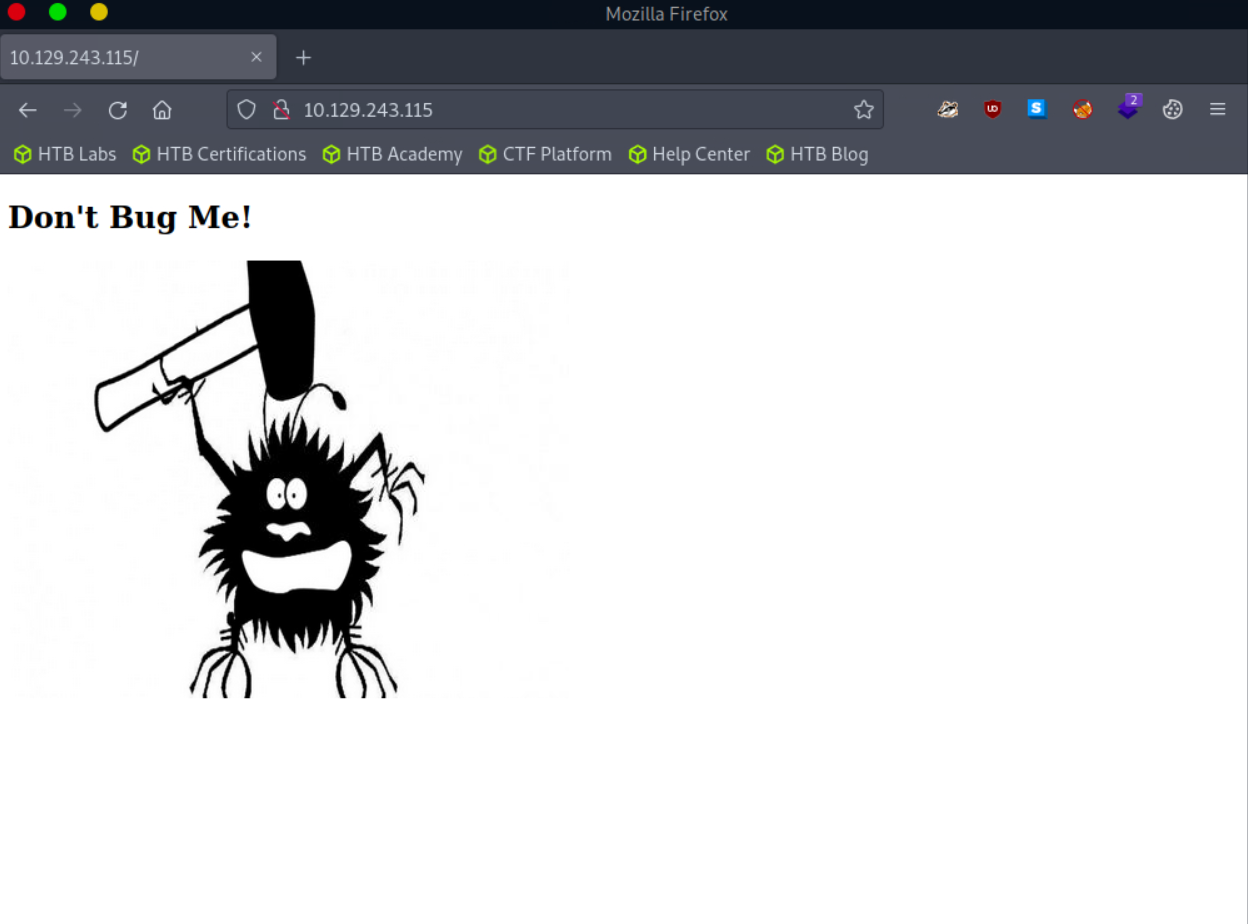 Mozilla Firefox
10.129.243.115/
10.129.243.115
2
HTB Labs HTB Certifications HTB Academy CTF Platform Help Center HTB Blog
Don't Bug Me!